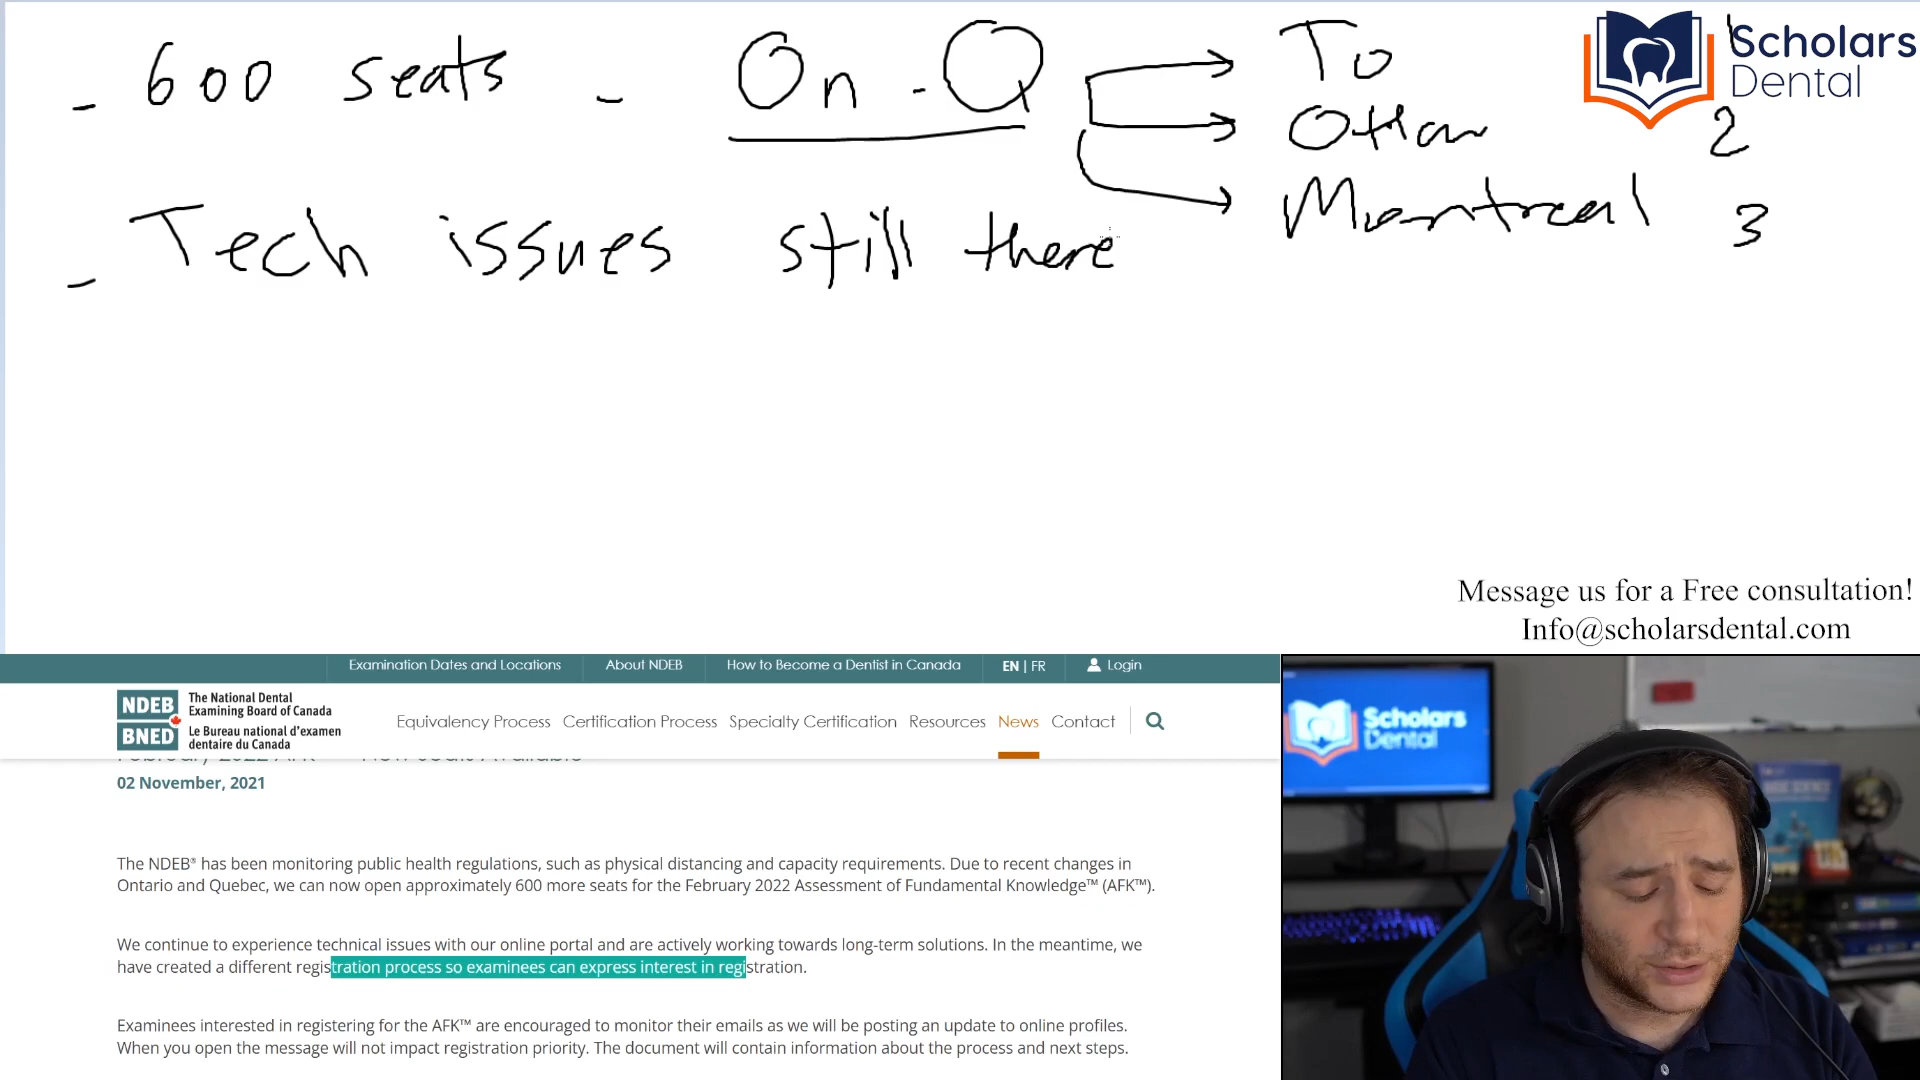 - 600 seats - On-Q To 1
Ottaw 2
Montreal 3
- Tech issues still there
Scholars
Dental
Message us for a Free consultation!
Info@scholarsdental.com
Examination Dates and Locations About NDEB How to Become a Dentist in Canada EN | FR Login
NDEB
BNED
The National Dental
Examining Board of Canada
Le Bureau national d'examen
dentaire du Canada
Equivalency Process Certification Process Specialty Certification Resources News Contact
02 November, 2021
The NDEB® has been monitoring public health regulations, such as physical distancing and capacity requirements. Due to recent changes in
Ontario and Quebec, we can now open approximately 600 more seats for the February 2022 Assessment of Fundamental Knowledge™ (AFK™).
We continue to experience technical issues with our online portal and are actively working towards long-term solutions. In the meantime, we
have created a different registration process so examinees can express interest in registration.
Examinees interested in registering for the AFK™ are encouraged to monitor their emails as we will be posting an update to online profiles.
When you open the message will not impact registration priority. The document will contain information about the process and next steps.
Scholars
Dental